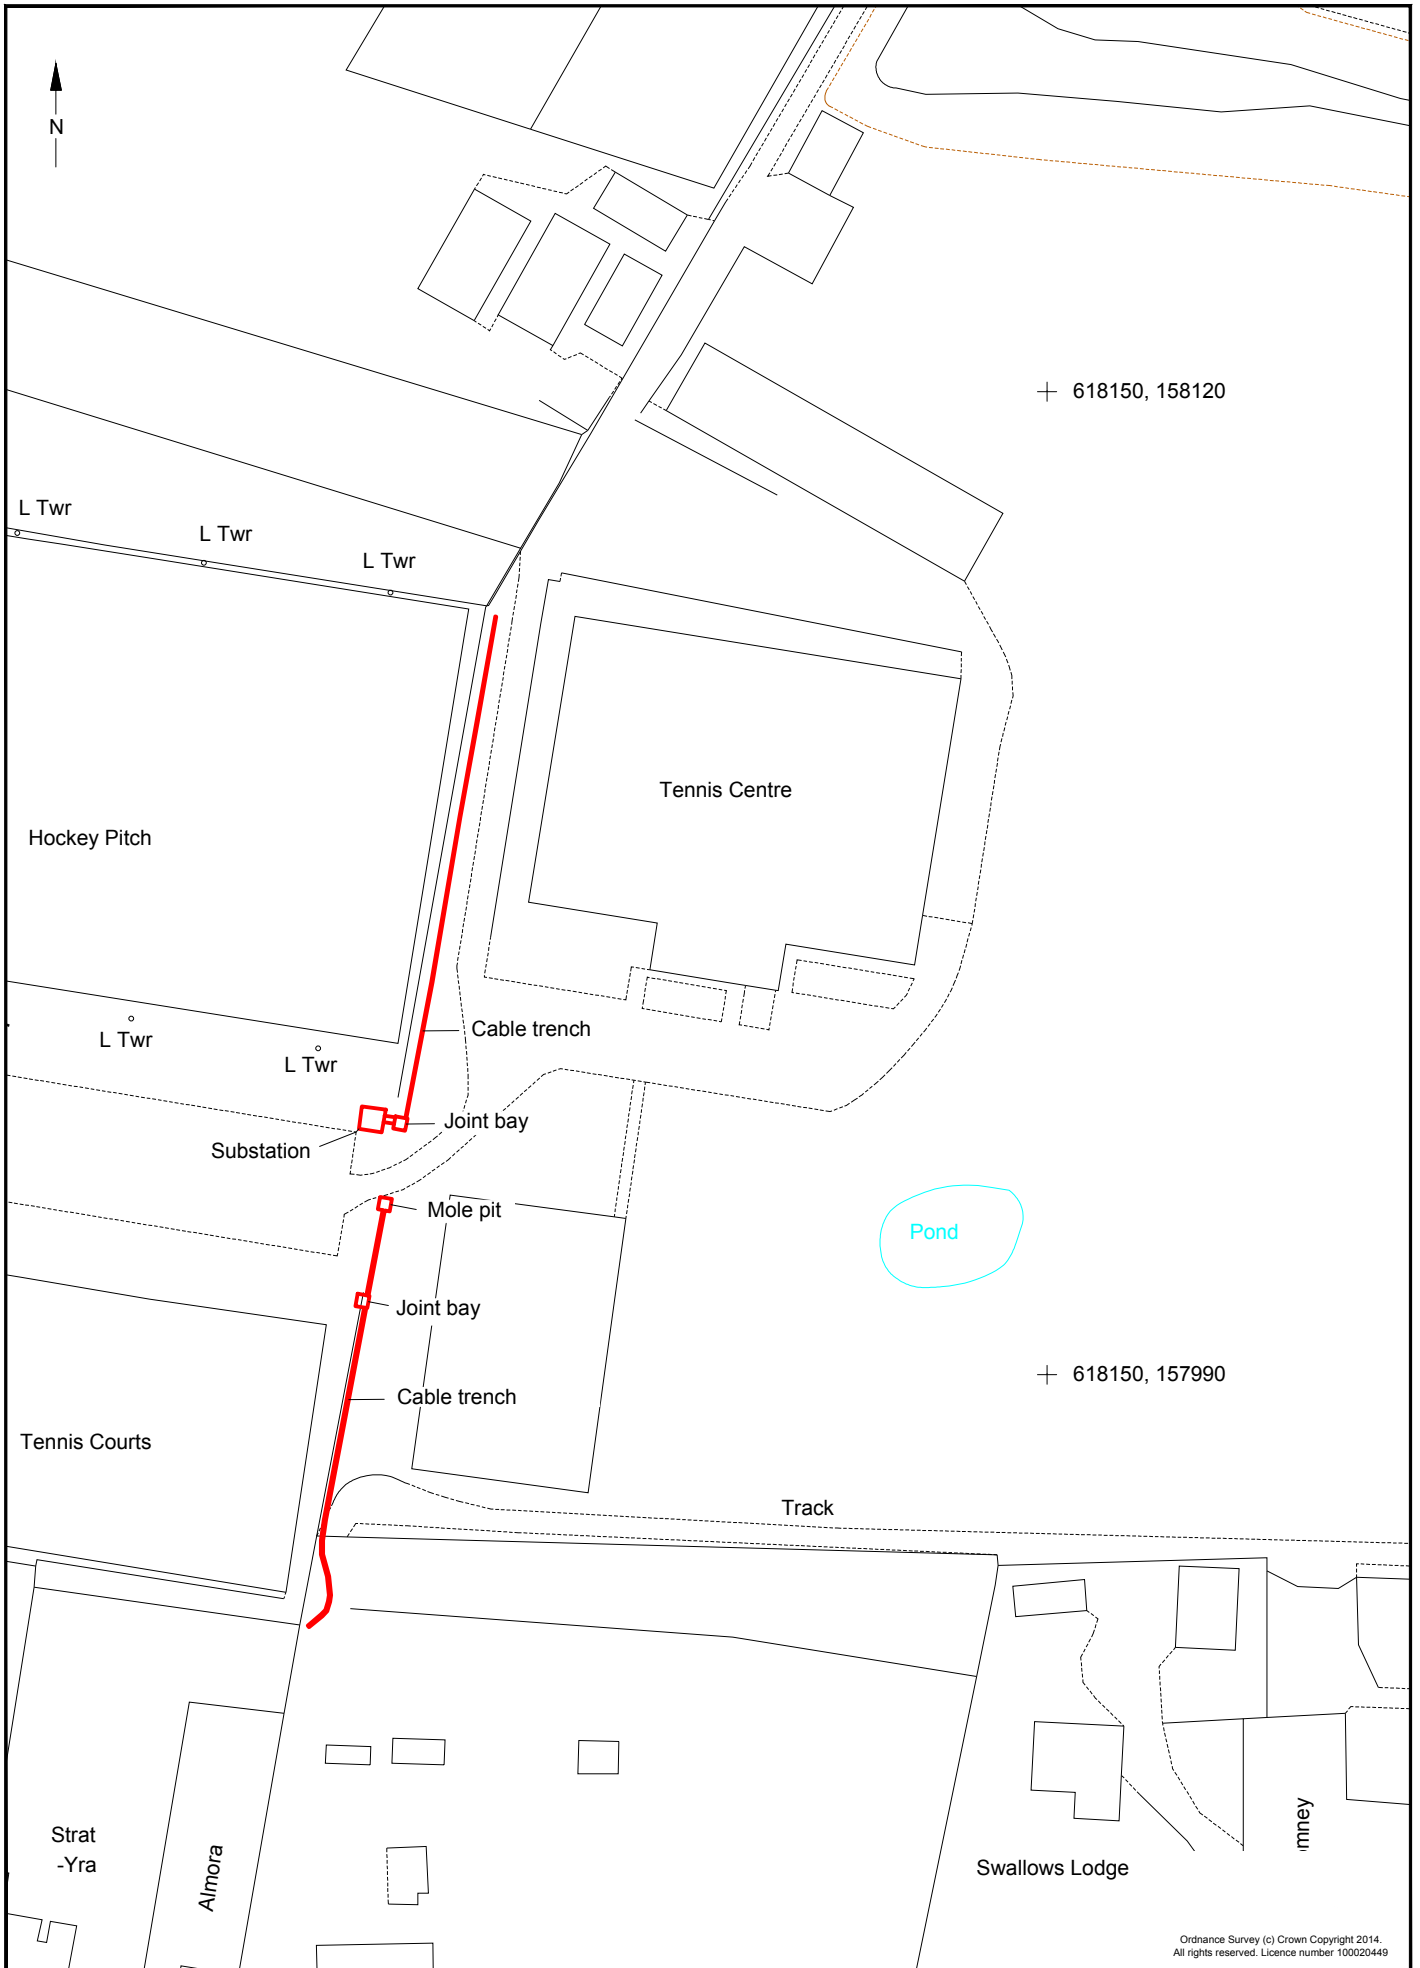 N
618150, 158120
L Twr
L Twr
L Twr
Tennis Centre
Hockey Pitch
Cable trench
L Twr
L Twr
Joint bay
Substation
Mole pit
Pond
Joint bay
618150, 157990
Cable trench
Tennis Courts
Track
Strat
-Yra
Almora
mney
Swallows Lodge
Ordnance Survey (c) Crown Copyright 2014.
All rights reserved. Licence number 100020449